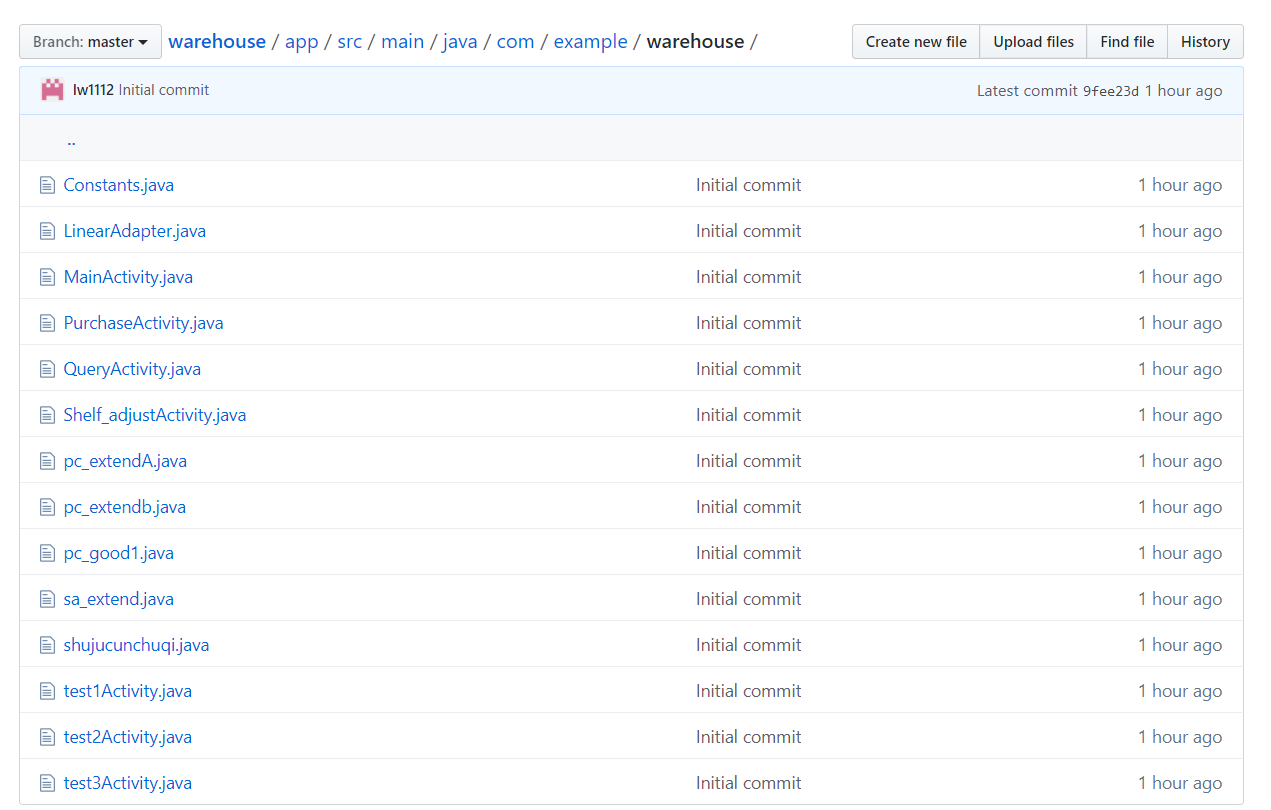 Branch: master warehouse / app / src / main / java / com / example / warehouse / Create new file Upload files Find file History
lw1112 Initial commit Latest commit 9fee23d 1 hour ago
..
Constants.java Initial commit 1 hour ago
LinearAdapter.java Initial commit 1 hour ago
MainActivity.java Initial commit 1 hour ago
PurchaseActivity.java Initial commit 1 hour ago
QueryActivity.java Initial commit 1 hour ago
Shelf_adjustActivity.java Initial commit 1 hour ago
pc_extendA.java Initial commit 1 hour ago
pc_extendb.java Initial commit 1 hour ago
pc_good1.java Initial commit 1 hour ago
sa_extend.java Initial commit 1 hour ago
shujucunchuqi.java Initial commit 1 hour ago
test1Activity.java Initial commit 1 hour ago
test2Activity.java Initial commit 1 hour ago
test3Activity.java Initial commit 1 hour ago